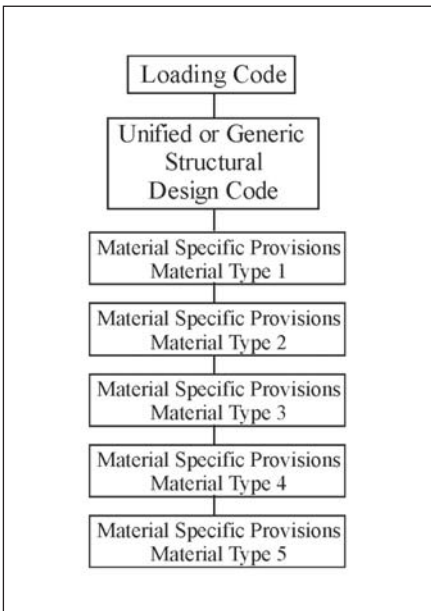 Loading Code
Unified or Generic
Structural
Design Code
Material Specific Provisions
Material Type 1
Material Specific Provisions
Material Type 2
Material Specific Provisions
Material Type 3
Material Specific Provisions
Material Type 4
Material Specific Provisions
Material Type 5